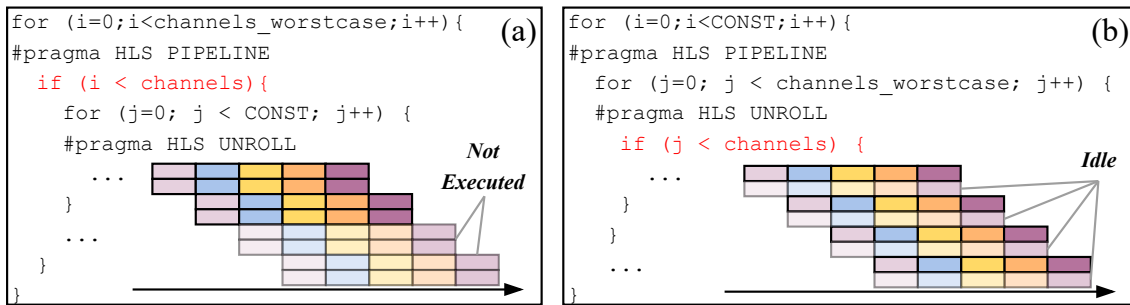 for (i=0;i<channels_worstcase;i++){
(a)
#pragma HLS PIPELINE
if (i < channels){
for (j=0; j < CONST; j++) {
#pragma HLS UNROLL
Not
Executed
...
}
...
}
}
for (i=0;i<CONST;i++){
(b)
#pragma HLS PIPELINE
for (j=0; j < channels_worstcase; j++) {
#pragma HLS UNROLL
if (j < channels) {
Idle
...
}
}
...
}